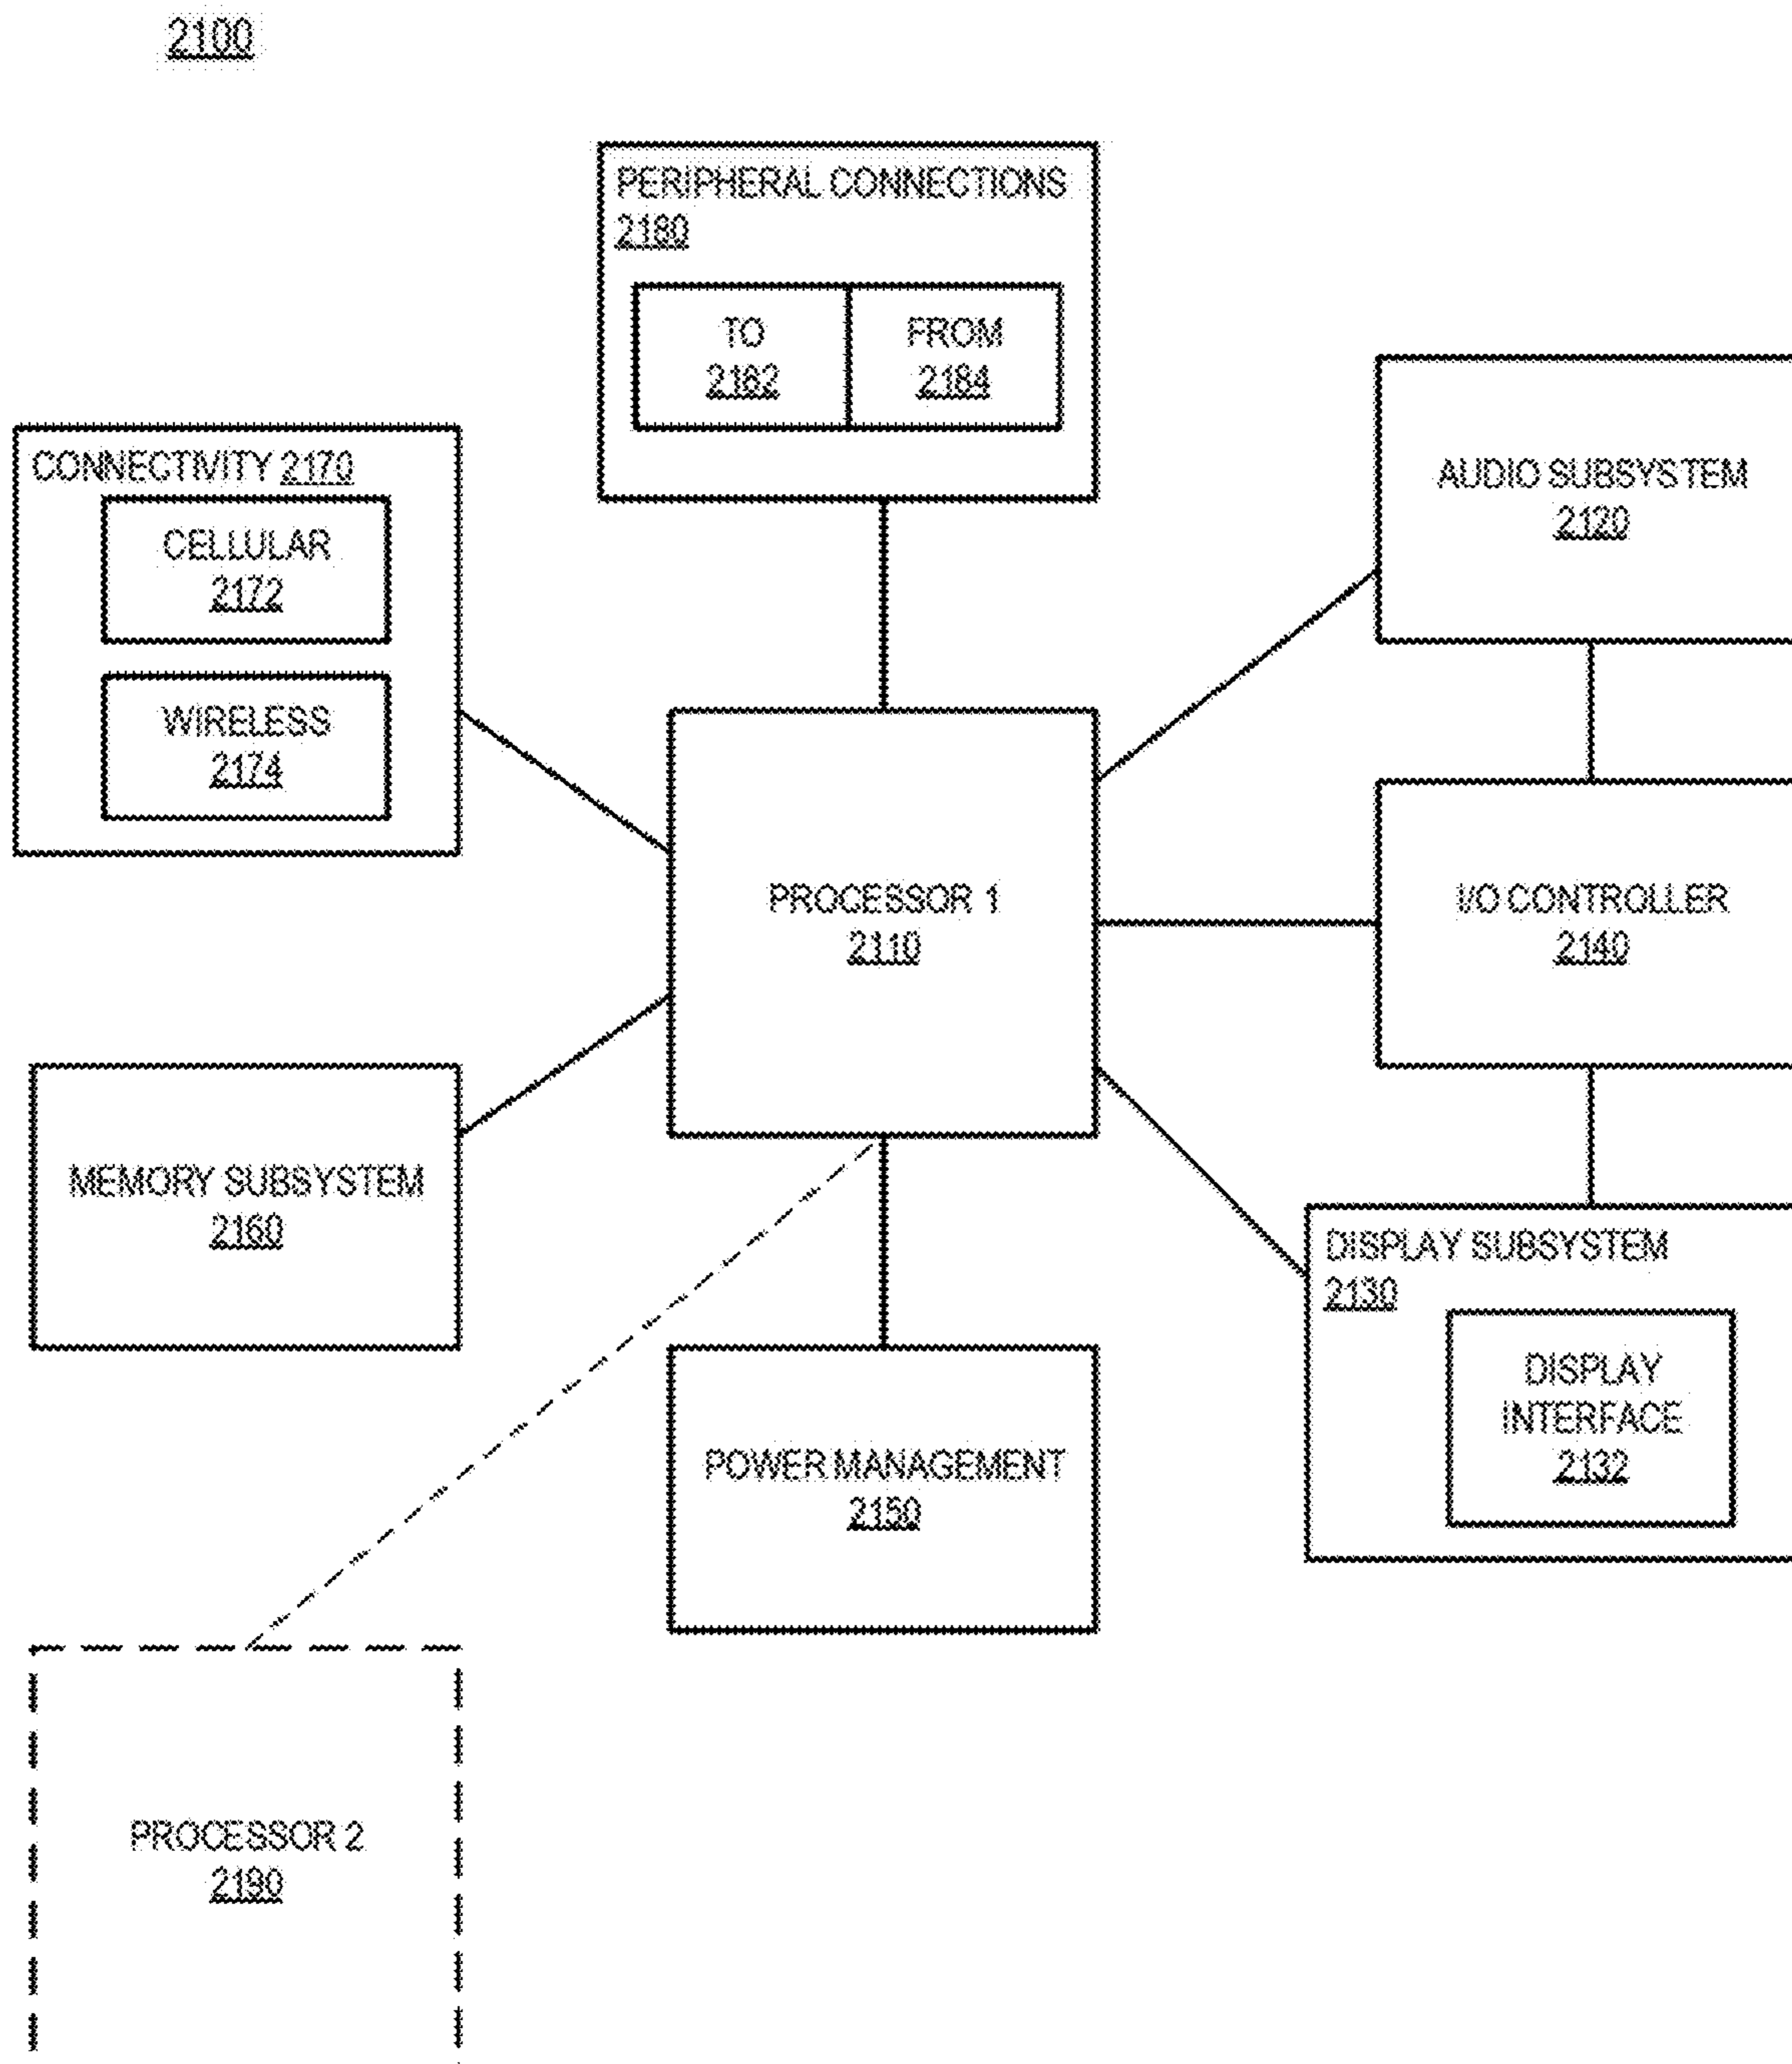 2100
PERIPHERAL CONNECTIONS
2180
TO
2182
FROM
2184
CONNECTIVITY 2170
CELLULAR
2172
WIRELESS
2174
AUDIO SUBSYSTEM
2120
PROCESSOR 1
2110
I/O CONTROLLER
2140
MEMORY SUBSYSTEM
2160
DISPLAY SUBSYSTEM
2130
DISPLAY
INTERFACE
2132
POWER MANAGEMENT
2150
PROCESSOR 2
2190